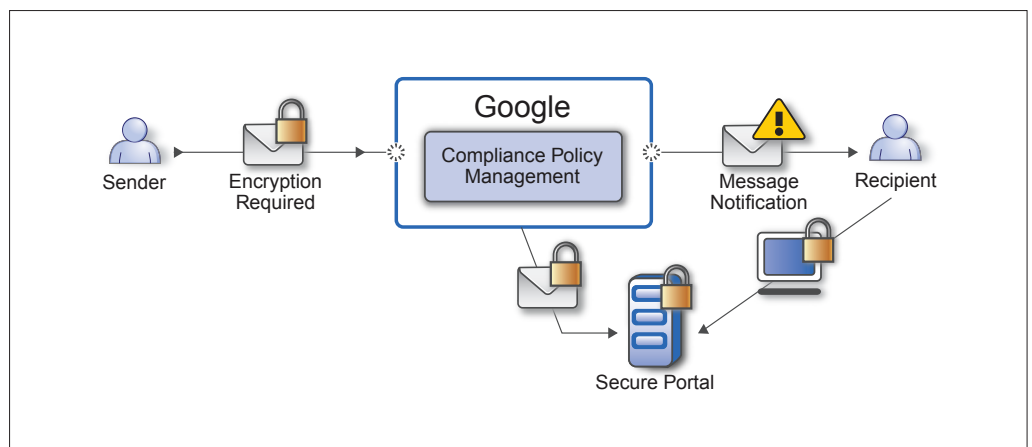 Google
Compliance Policy
Management
Sender
Encryption
Required
Message
Notification
Recipient
Secure Portal